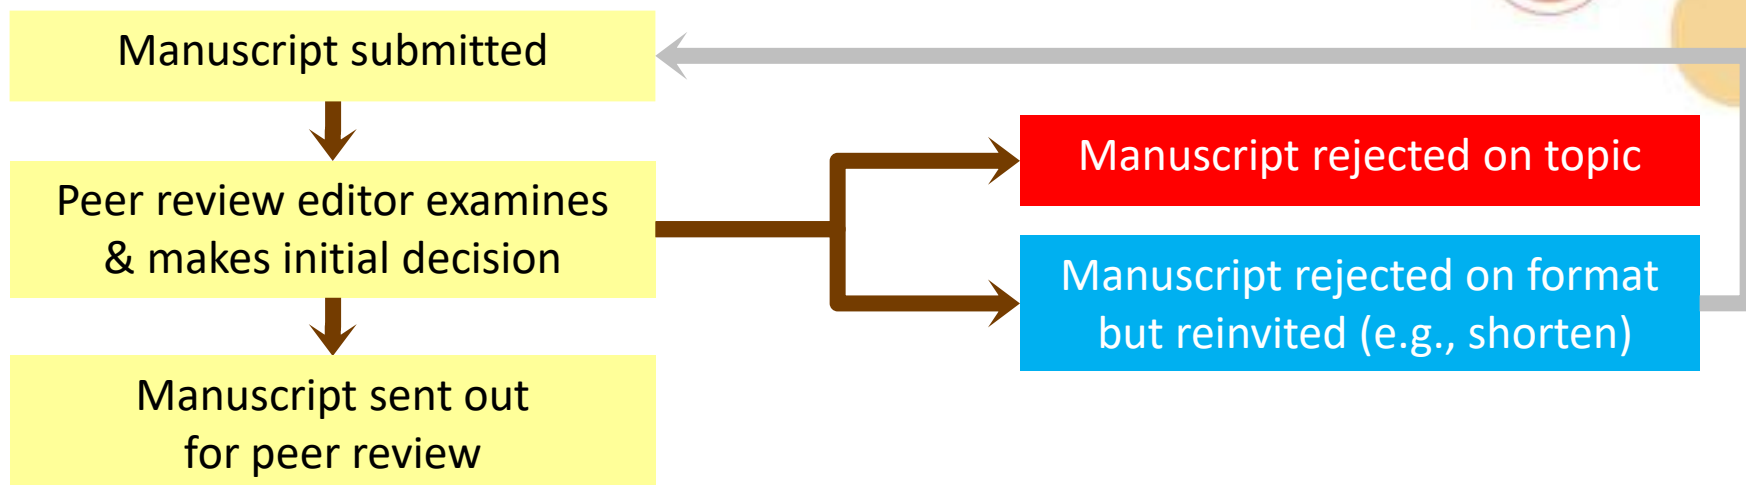 Manuscript submitted
Peer review editor examines
& makes initial decision
Manuscript sent out
for peer review
Manuscript rejected on topic
Manuscript rejected on format
but reinvited (e.g., shorten)